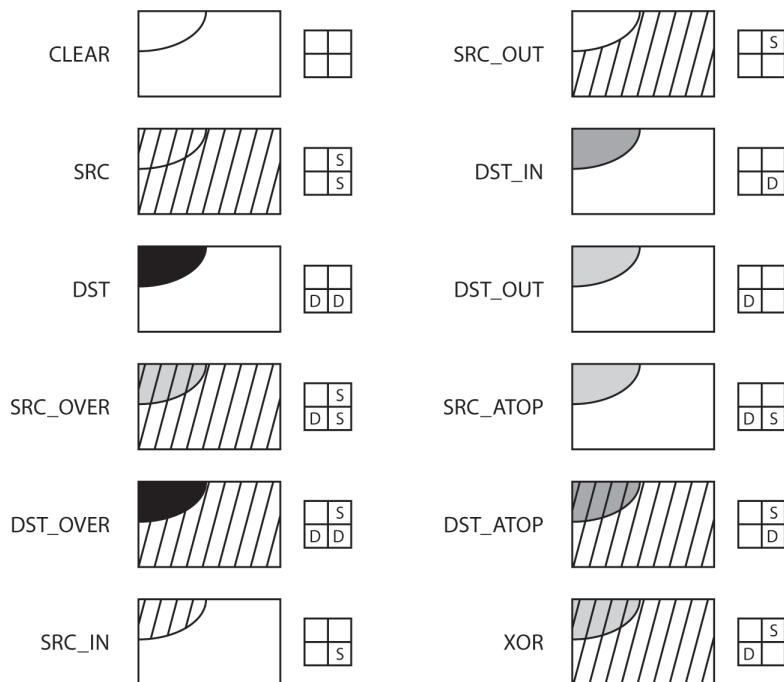 CLEAR
SRC_OUT
S
SRC
S
S
DST_IN
D
DST
D D
DST_OUT
D
SRC_OVER
S
D S
SRC_ATOP
D S
DST_OVER
S
D D
DST_ATOP
S
D
SRC_IN
S
XOR
S
D